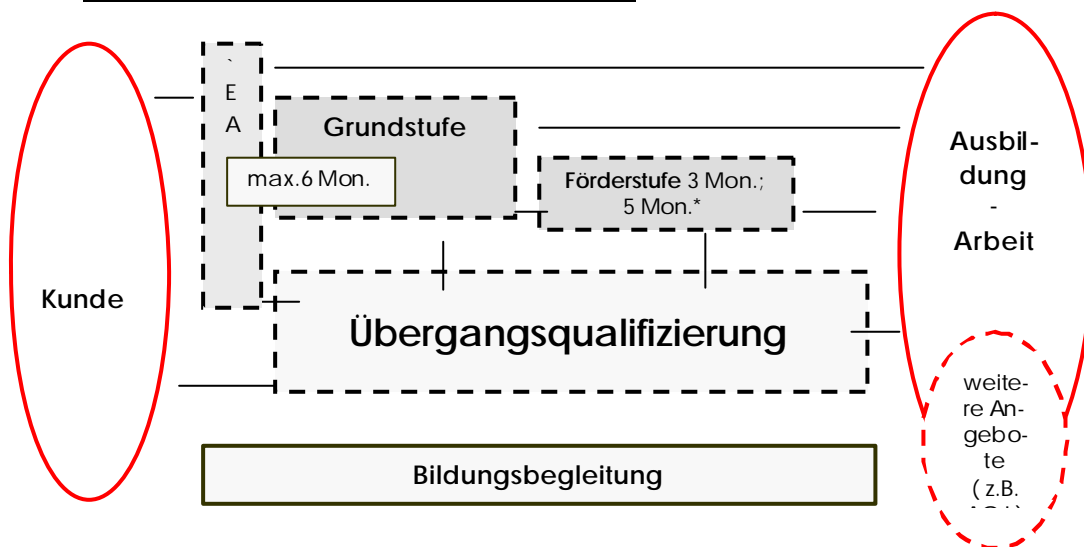 Kunde
`
E
A
Grundstufe
max.6 Mon.
Förderstufe 3 Mon.;
5 Mon.*
Übergangsqualifizierung
Bildungsbegleitung
Ausbil-
dung
-
Arbeit
weite-
re An-
gebo-
te
( z.B.